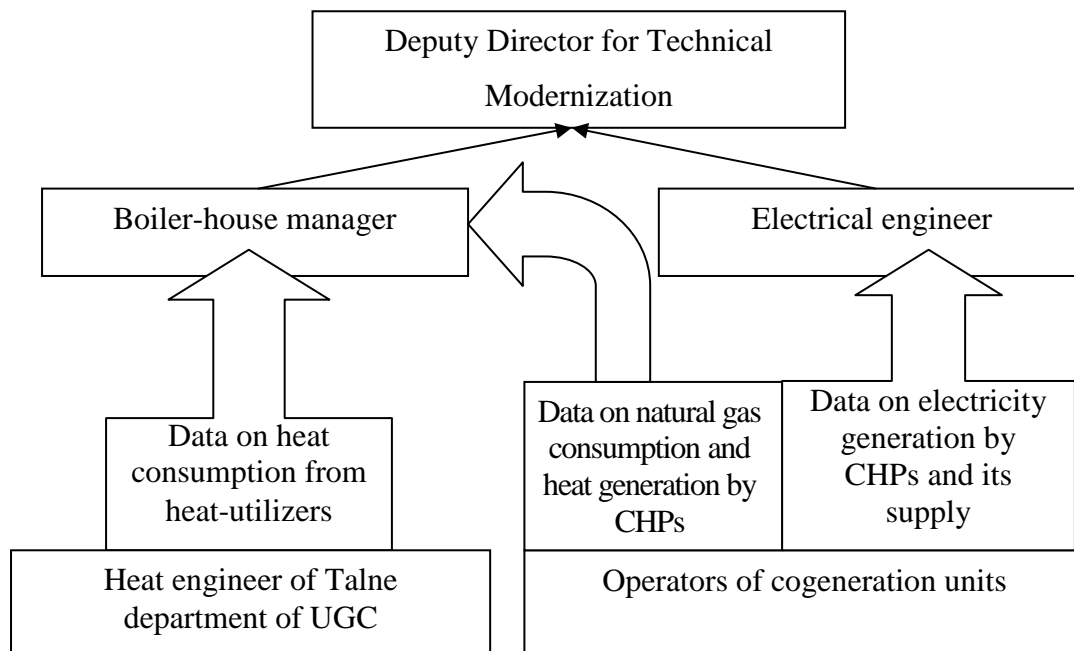 Deputy Director for Technical
Modernization
Boiler-house manager
Electrical engineer
Data on heat
consumption from
heat-utilizers
Data on natural gas
consumption and
heat generation by
CHPs
Data on electricity
generation by
CHPs and its
supply
Heat engineer of Talne
department of UGC
Operators of cogeneration units